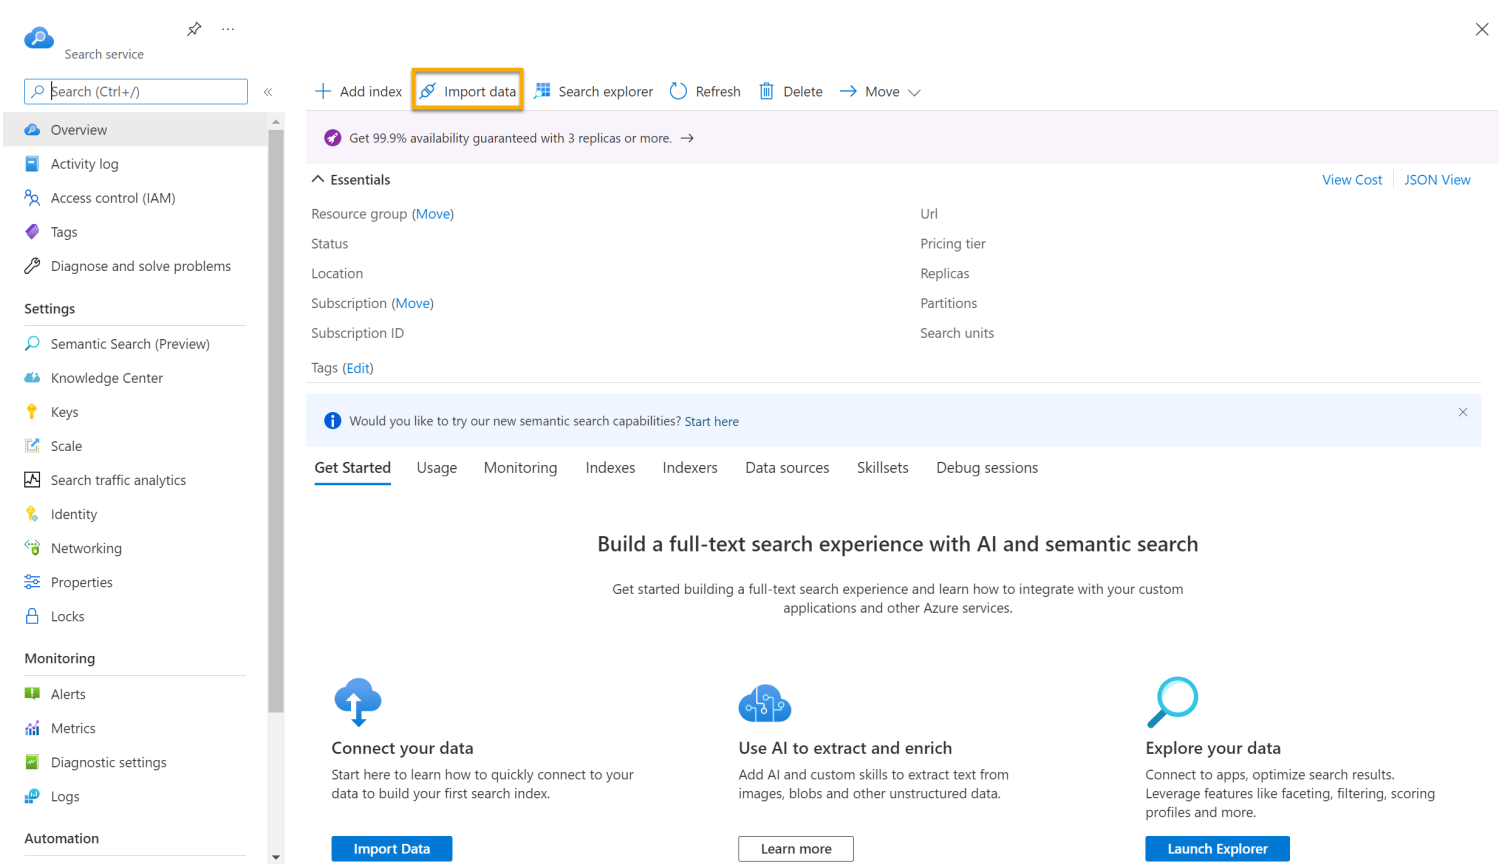 Search service
Search (Ctrl+/)
Overview
Activity log
Access control (IAM)
Tags
Diagnose and solve problems
Settings
Semantic Search (Preview)
Knowledge Center
Keys
Scale
Search traffic analytics
Identity
Networking
Properties
Locks
Monitoring
Alerts
Metrics
Diagnostic settings
Logs
Automation
Add index Import data Search explorer Refresh Delete Move
Get 99.9% availability guaranteed with 3 replicas or more.
Essentials
View Cost JSON View
Resource group (Move)
Status
Location
Subscription (Move)
Subscription ID
Tags (Edit)
Url
Pricing tier
Replicas
Partitions
Search units
Would you like to try our new semantic search capabilities? Start here
Get Started Usage Monitoring Indexes Indexers Data sources Skillsets Debug sessions
Build a full-text search experience with AI and semantic search
Get started building a full-text search experience and learn how to integrate with your custom
applications and other Azure services.
Connect your data
Start here to learn how to quickly connect to your
data to build your first search index.
Import Data
Use AI to extract and enrich
Add AI and custom skills to extract text from
images, blobs and other unstructured data.
Learn more
Explore your data
Connect to apps, optimize search results.
Leverage features like faceting, filtering, scoring
profiles and more.
Launch Explorer